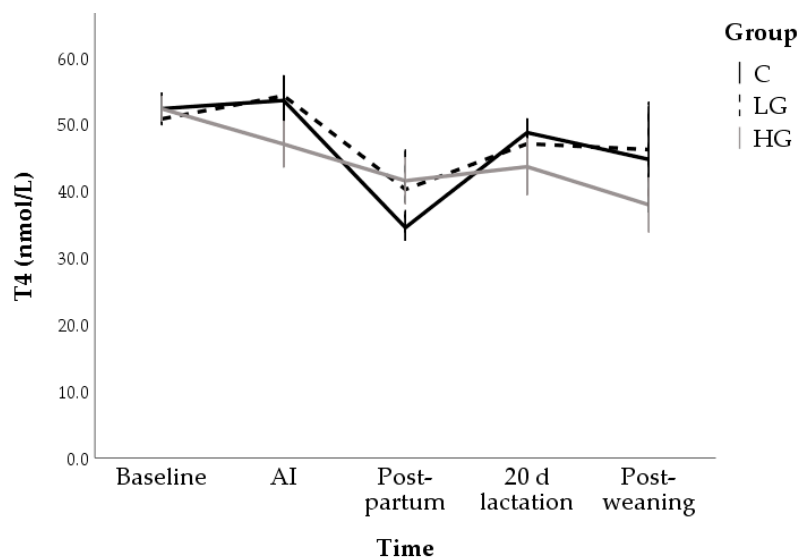 Group
C
LG
HG
T4 (nmol/L)
60.0
50.0
40.0
30.0
20.0
10.0
0.0
Baseline
AI
Post-
partum
20 d
lactation
Post-
weaning
Time